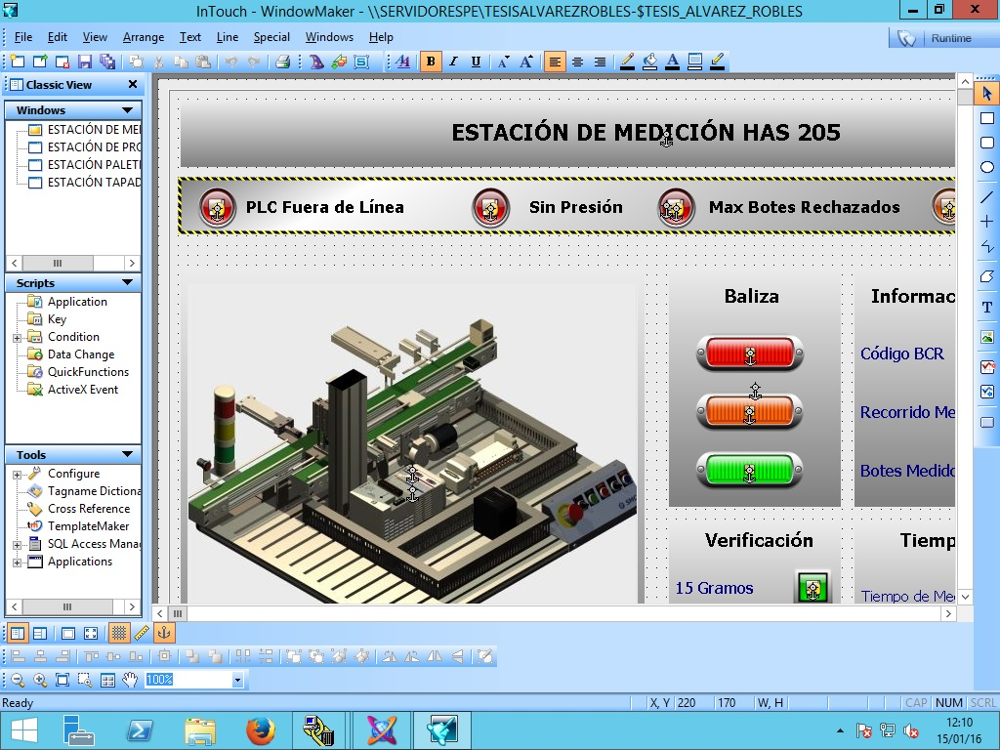 InTouch - WindowMaker - \\SERVIDORESPE\TESISALVAREZROBLES-$TESIS_ALVAREZ_ROBLES
File Edit View Arrange Text Line Special Windows Help
Runtime
Classic View
Windows
ESTACIÓN DE MEI
ESTACIÓN DE PRO
ESTACIÓN PALETI
ESTACIÓN TAPAD
Scripts
Application
Key
Condition
Data Change
QuickFunctions
ActiveX Event
Tools
Configure
Tagname Dictiona
Cross Reference
TemplateMaker
SQL Access Mana
Applications
ESTACIÓN DE MEDICIÓN HAS 205
PLC Fuera de Línea Sin Presión Max Botes Rechazados
Baliza
Informac
Código BCR
Recorrido Me
Botes Medido
Verificación
Tiemp
15 Gramos
Tiempo de Me
100%
Ready
X, Y 220 170 W, H
CAP NUM SCRL
12:10
15/01/16